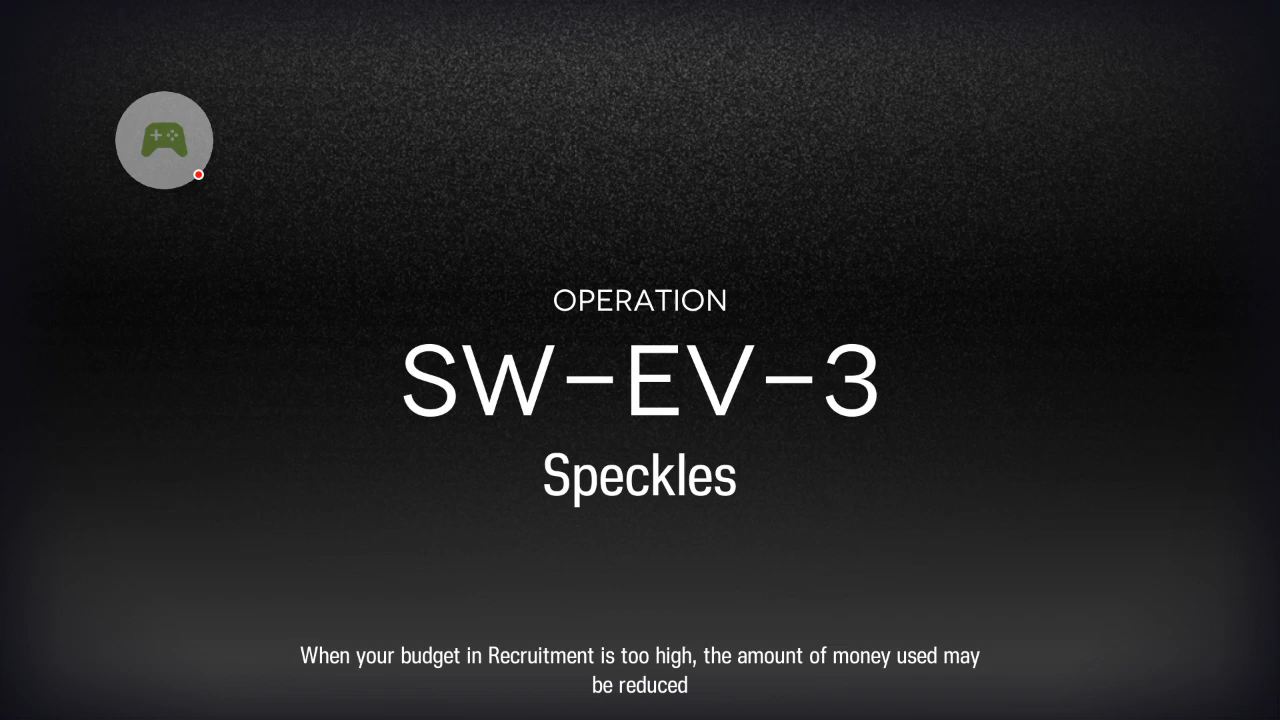 OPERATION
SW-EV-3
Speckles
When your budget in Recruitment is too high, the amount of money used may
be reduced